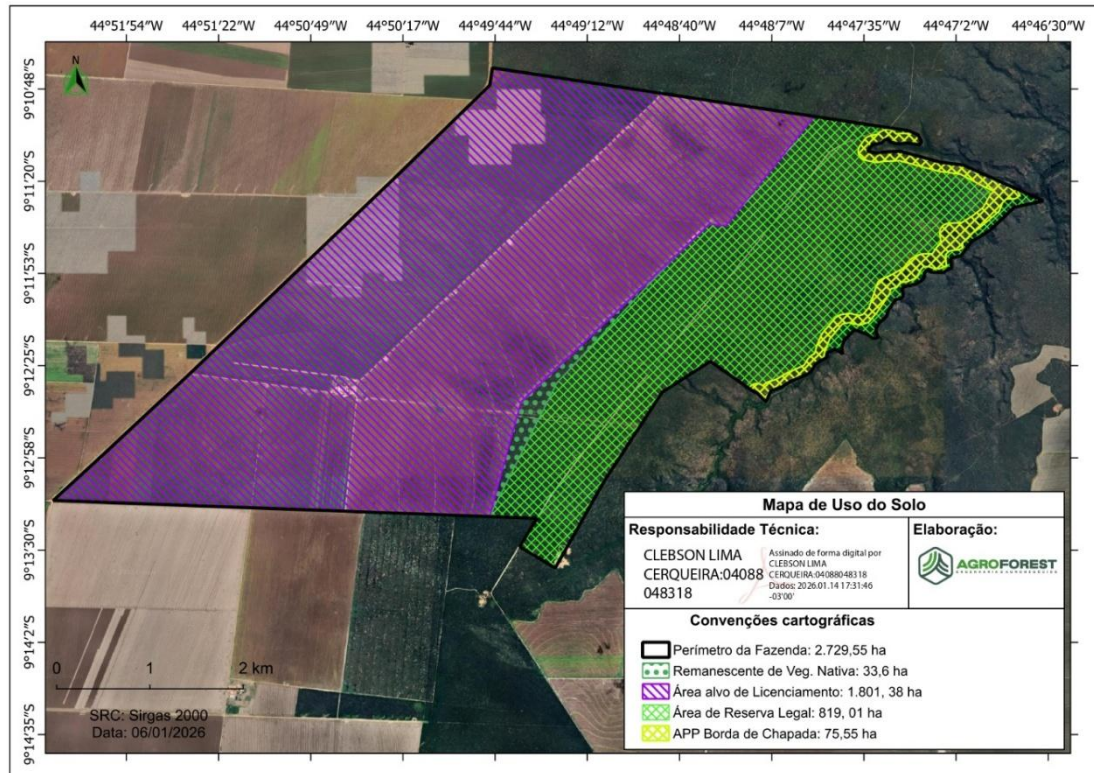 44°51'54"W 44°51'22"W 44°50'49"W 44°50'17"W 44°49'44"W 44°49'12"W 44°48'40"W 44°48'7"W 44°47'35"W 44°47'2"W 44°46'30"W
N
9°10'48"S
9°11'20"S
9°11'53"S
9°12'25"S
9°12'58"S
9°13'30"S
9°14'2"S
9°14'35"S
0 1 2 km
SRC: Sirgas 2000
Data: 06/01/2026
Mapa de Uso do Solo
Responsabilidade Técnica:
CLEBSON LIMA
CERQUEIRA:04088
048318
Assinado de forma digital por
CLEBSON LIMA
CERQUEIRA:04088048318
Dados: 2026.01.14 17:31:46
-03'00'
Elaboração:
AGROFOREST
Convenções cartográficas
Perímetro da Fazenda: 2.729,55 ha
Remanescente de Veg. Nativa: 33,6 ha
Área alvo de Licenciamento: 1.801, 38 ha
Área de Reserva Legal: 819, 01 ha
APP Borda de Chapada: 75,55 ha